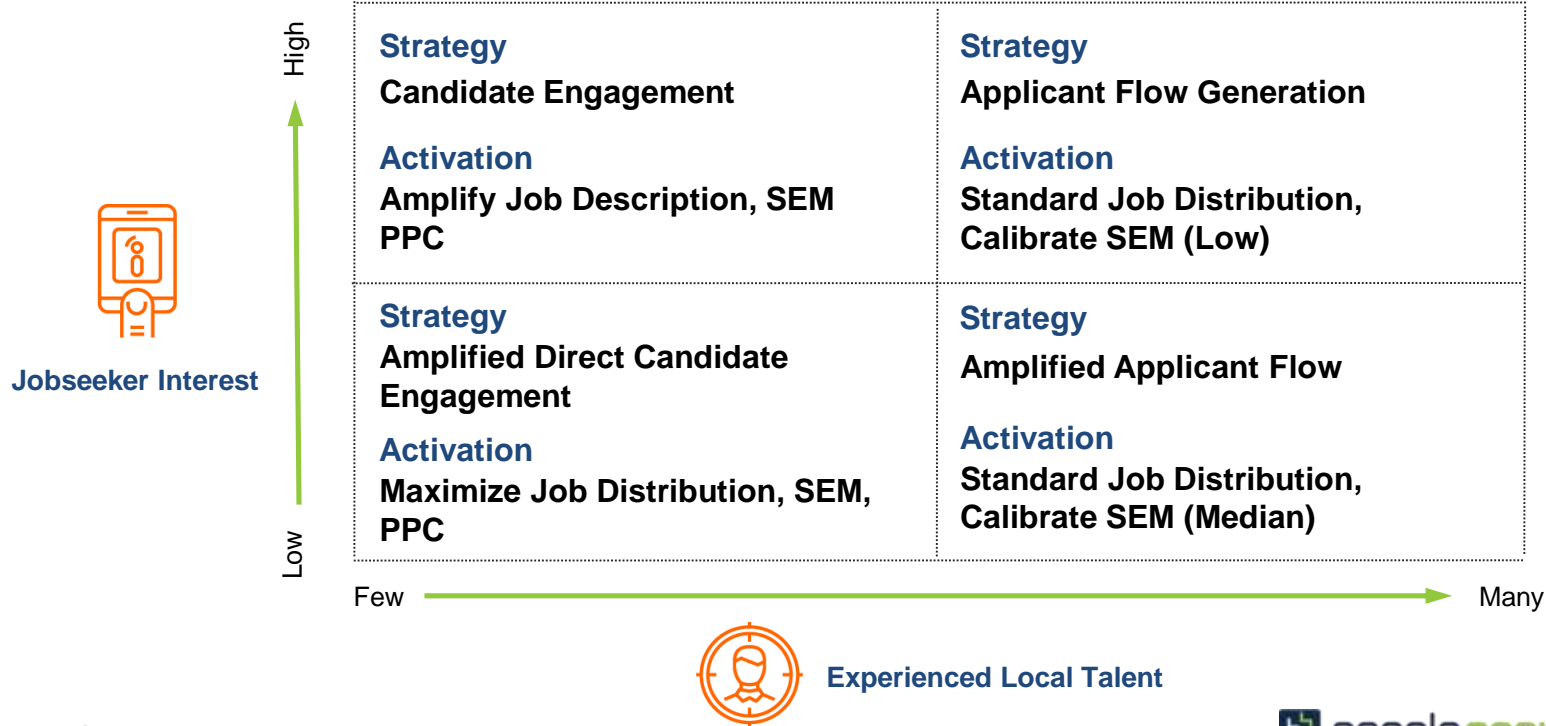 High
Strategy
Candidate Engagement
Activation
Amplify Job Description, SEM
PPC
Strategy
Applicant Flow Generation
Activation
Standard Job Distribution,
Calibrate SEM (Low)
Jobseeker Interest
Strategy
Amplified Direct Candidate
Engagement
Activation
Maximize Job Distribution, SEM,
PPC
Strategy
Amplified Applicant Flow
Activation
Standard Job Distribution,
Calibrate SEM (Median)
Low
Few
Many
Experienced Local Talent